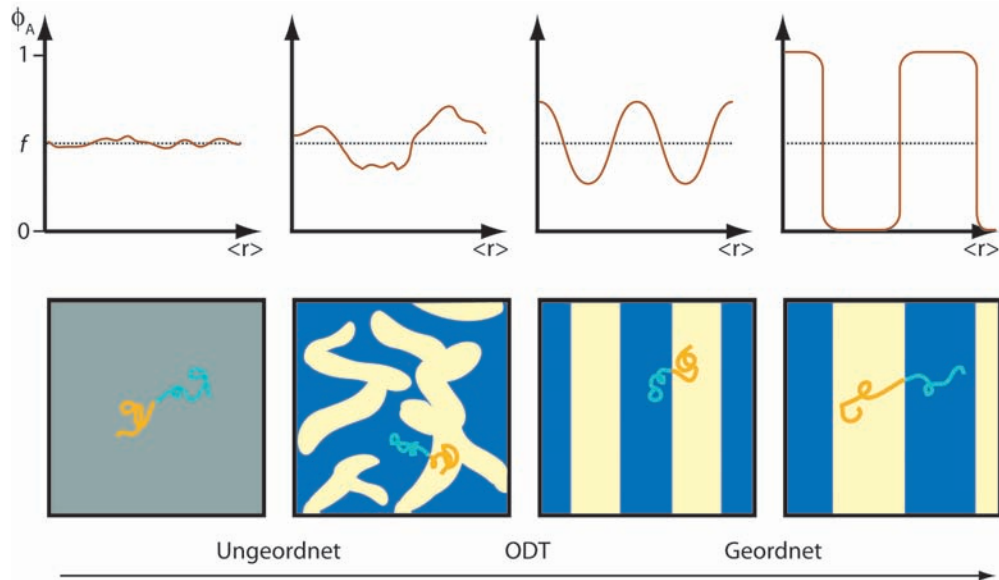 ϕA
1
f
0
<r>
<r>
<r>
<r>
Ungeordnet
ODT
Geordnet